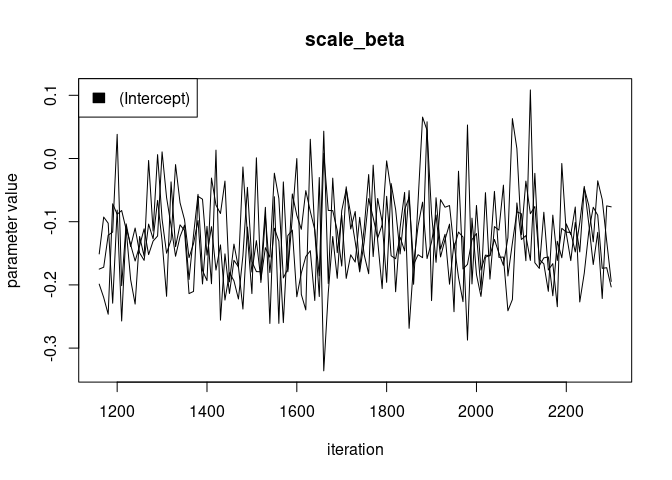 scale_beta
(Intercept)
parameter value
0.1
0.0
-0.1
-0.2
-0.3
1200 1400 1600 1800 2000 2200
iteration